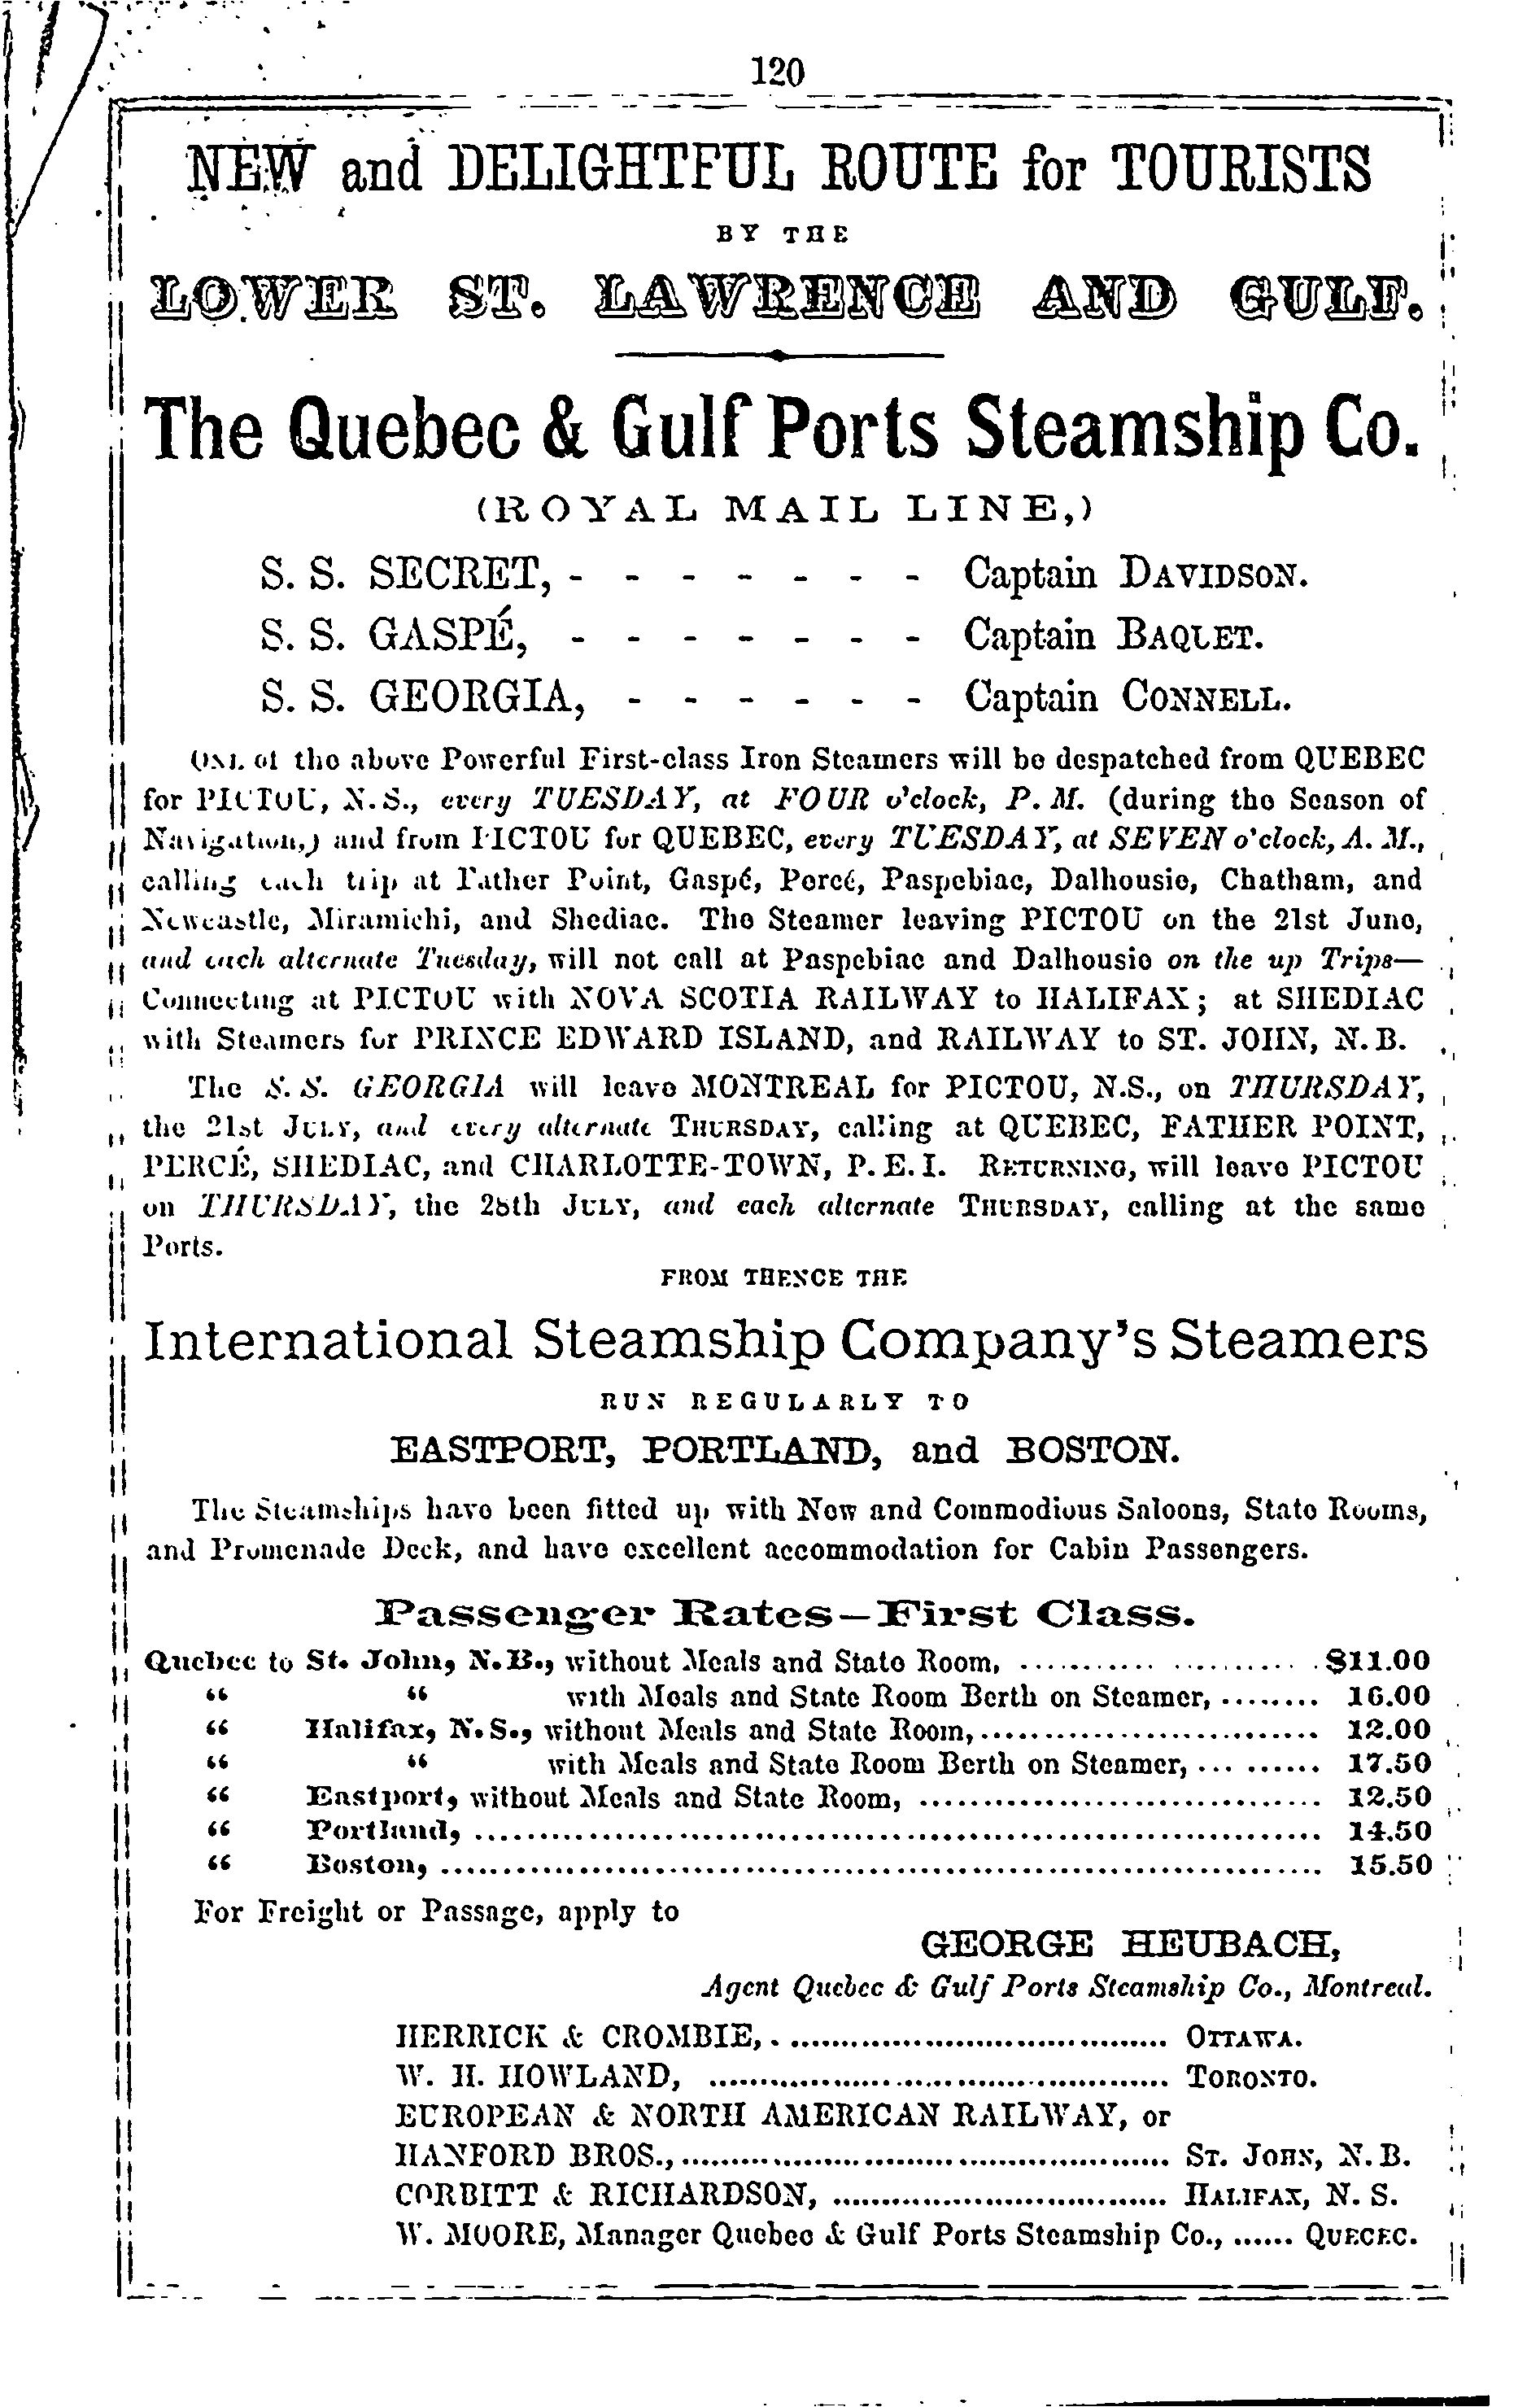 120
NEW and DELIGHTFUL ROUTE for TOURISTS
BY THE
LOWER ST. LAWRENCE AND GULF.
The Quebec & Gulf Ports Steamship Co.
(ROYAL MAIL LINE,)
S. S. SECRET, - - - - - - - Captain DAVIDSON.
S. S. GASPÉ, - - - - - - - Captain BAQUET.
S. S. GEORGIA, - - - - - - Captain CONNELL.
ONE of the above Powerful First-class Iron Steamers will be despatched from QUEBEC
for PICTOU, N. S., every TUESDAY, at FOUR o'clock, P. M. (during the Season of
Navigation,) and from PICTOU for QUEBEC, every TUESDAY, at SEVEN o'clock, A. M.,
calling each trip at Father Point, Gaspé, Percé, Paspebiac, Dalhousie, Chatham, and
Newcastle, Miramichi, and Shediac. The Steamer leaving PICTOU on the 21st June,
and each alternate Tuesday, will not call at Paspebiac and Dalhousie on the up Trips—
Connecting at PICTOU with NOVA SCOTIA RAILWAY to HALIFAX; at SHEDIAC
with Steamers for PRINCE EDWARD ISLAND, and RAILWAY to ST. JOHN, N. B.
The S. S. GEORGIA will leave MONTREAL for PICTOU, N.S., on THURSDAY,
the 21st JULY, and every alternate THURSDAY, calling at QUEBEC, FATHER POINT,
PERCÉ, SHEDIAC, and CHARLOTTE-TOWN, P. E. I. RETURNING, will leave PICTOU
on THURSDAY, the 28th JULY, and each alternate THURSDAY, calling at the same
Ports.
FROM THENCE THE
International Steamship Company's Steamers
RUN REGULARLY TO
EASTPORT, PORTLAND, and BOSTON.
The Steamships have been fitted up with New and Commodious Saloons, State Rooms,
and Promenade Deck, and have excellent accommodation for Cabin Passengers.
Passenger Rates—First Class.
Quebec to St. John, N.B., without Meals and State Room, .......... $11.00
" " with Meals and State Room Berth on Steamer, ........ 16.00
" Halifax, N.S., without Meals and State Room, .......... 12.00
" " with Meals and State Room Berth on Steamer, .......... 17.50
" Eastport, without Meals and State Room, .......... 12.50
" Portland, .......... 14.50
" Boston, .......... 15.50
For Freight or Passage, apply to
GEORGE HEUBACH,
Agent Quebec & Gulf Ports Steamship Co., Montreal.
HERRICK & CROMBIE, .......... OTTAWA.
W. H. HOWLAND, .......... TORONTO.
EUROPEAN & NORTH AMERICAN RAILWAY, or
HANFORD BROS., .......... ST. JOHN, N. B.
CORBITT & RICHARDSON, .......... HALIFAX, N. S.
W. MOORE, Manager Quebec & Gulf Ports Steamship Co., ...... QUEBEC.